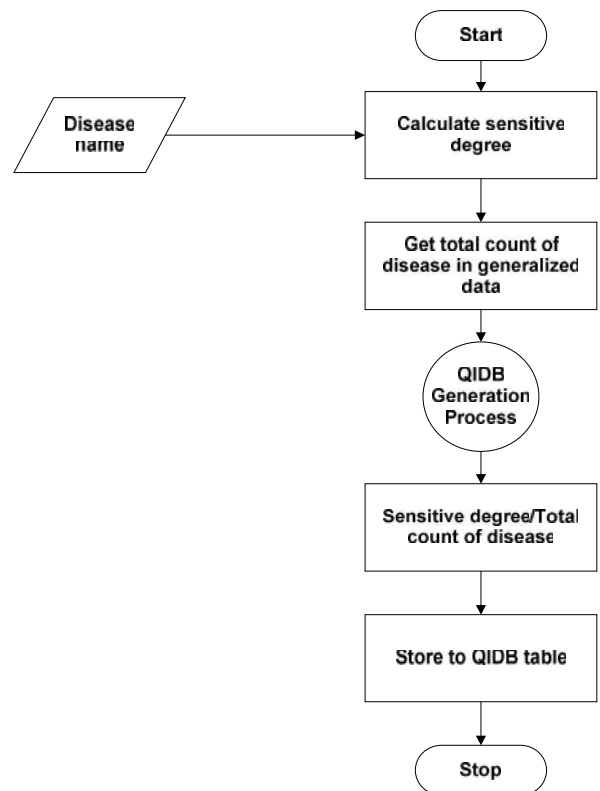 Start
Disease
name
Calculate sensitive
degree
Get total count of
disease in generalized
data
QIDB
Generation
Process
Sensitive degree/Total
count of disease
Store to QIDB table
Stop